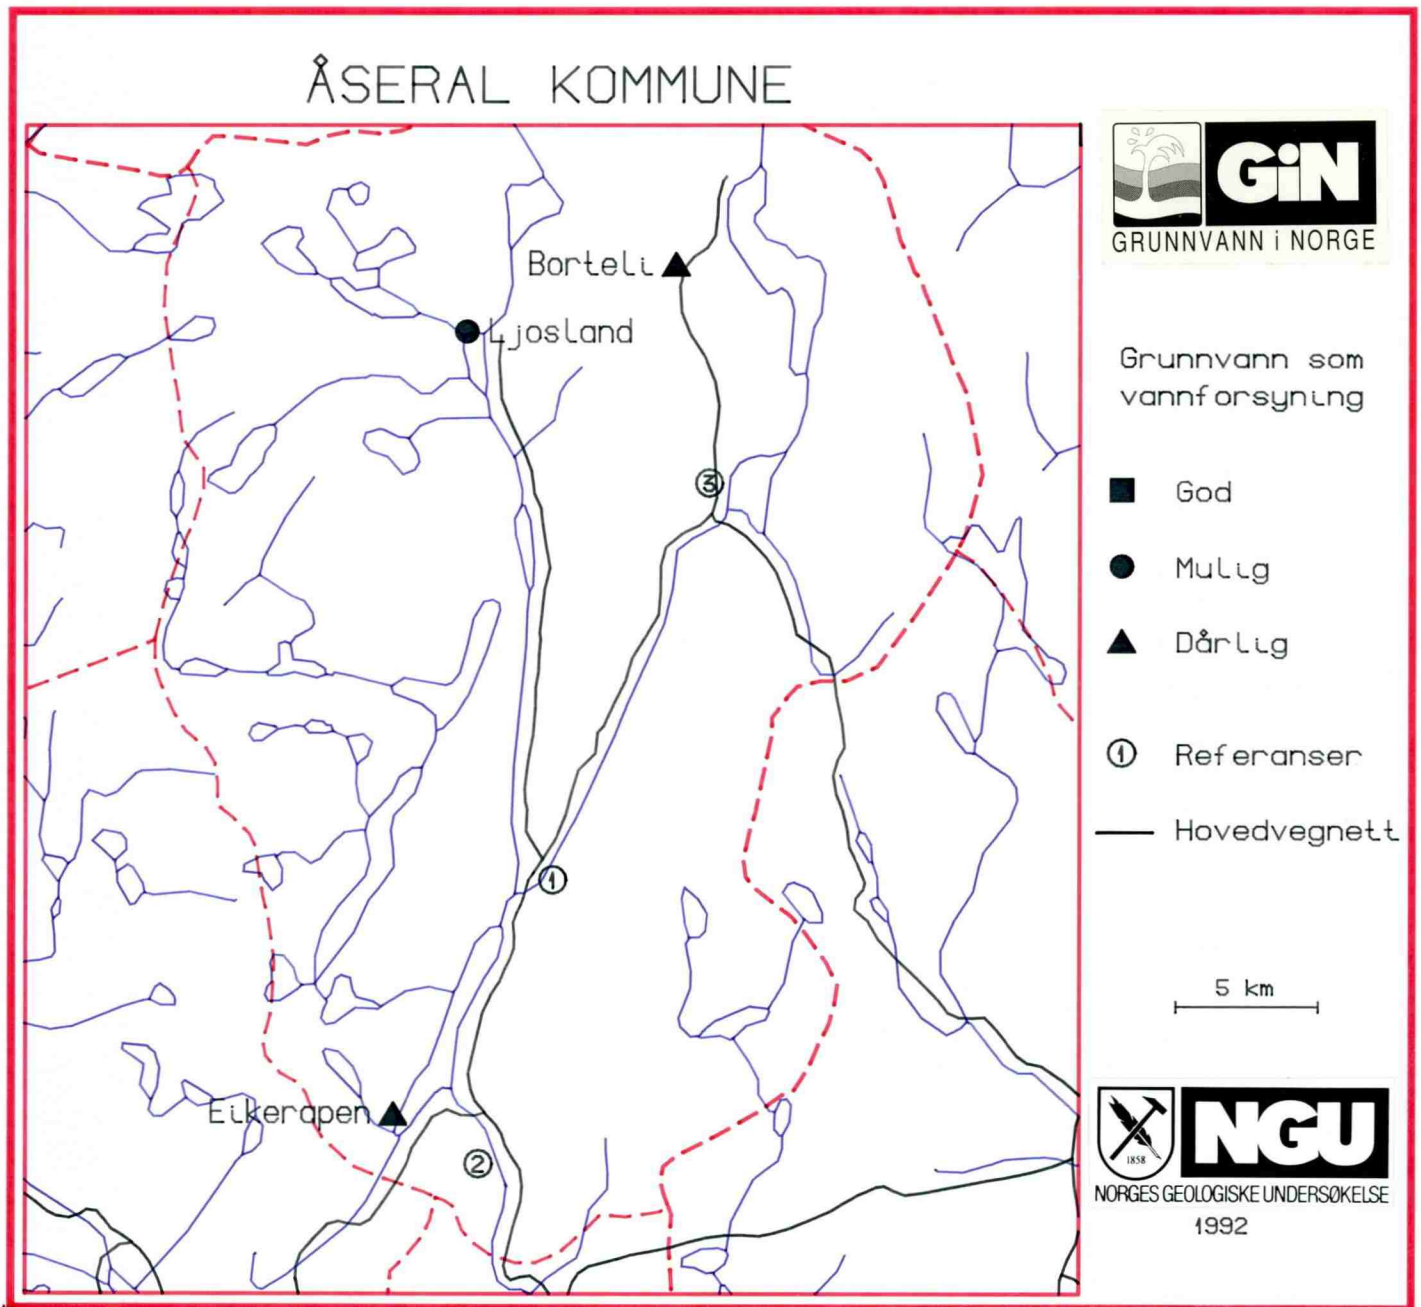 ÅSERAL KOMMUNE
GiN
GRUNNVANN i NORGE
Borteli
Ljosland
Grunnvann som
vannforsyning
3
God
Mulig
Dårlig
1 Referanser
Hovedvegnett
1
5 km
Eikerapen
2
1858
NGU
NORGES GEOLOGISKE UNDERSØKELSE
1992